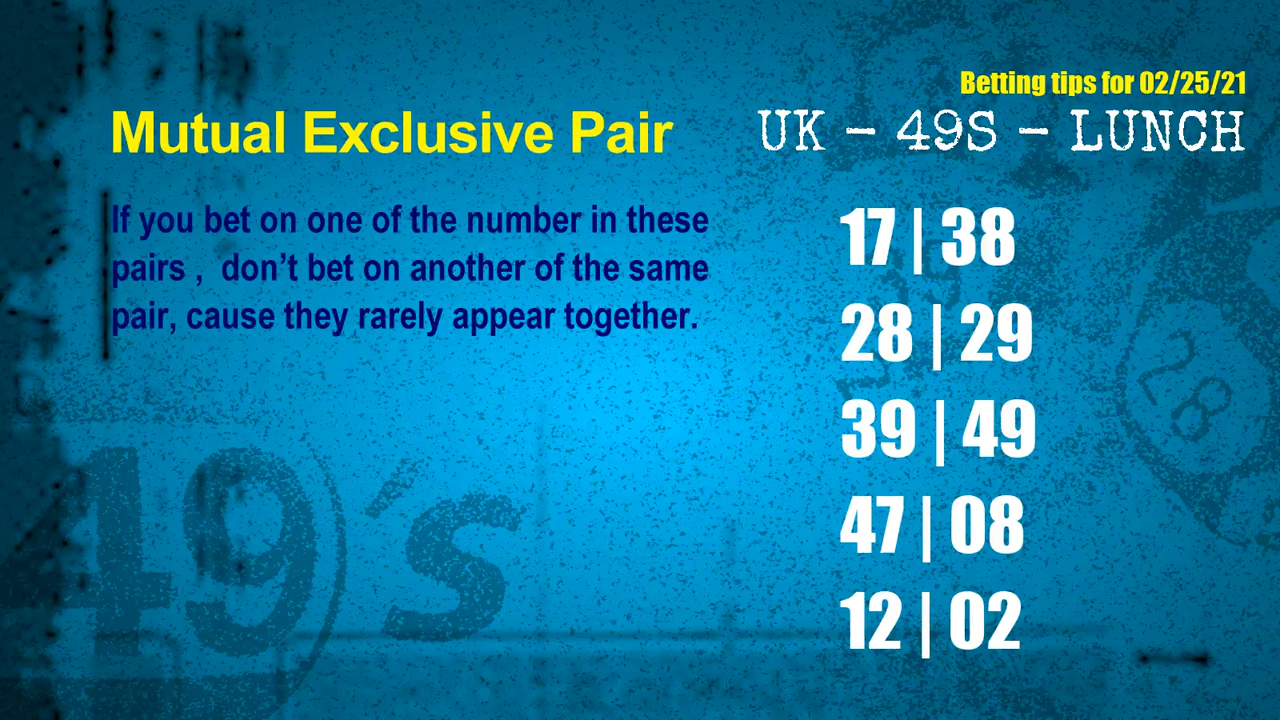 Betting tips for 02/25/21
Mutual Exclusive Pair
UK - 49S - LUNCH
If you bet on one of the number in these
pairs ,  don't bet on another of the same
pair, cause they rarely appear together.
17 | 38
28 | 29
39 | 49
47 | 08
12 | 02
49's
28